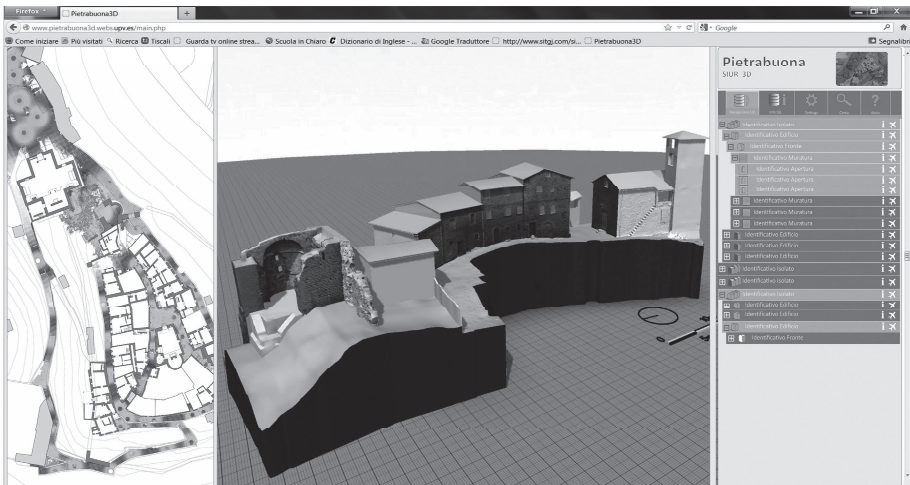 Firefox
Pietrabuona3D
www.pietrabuona3d.webs.upv.es/main.php
Google
Come iniziare Più visitati Ricerca Tiscali Guarda tv online strea... Scuola in Chiaro Dizionario di Inglese - ... Google Traduttore http://www.sitgj.com/si... Pietrabuona3D Segnalibri
Pietrabuona
SIUR 3D
Settings
Identificativo Isolato
Identificativo Edificio
Identificativo Fronte
Identificativo Muratura
Identificativo Apertura
Identificativo Apertura
Identificativo Apertura
Identificativo Muratura
Identificativo Muratura
Identificativo Muratura
Identificativo Edificio
Identificativo Edificio
Identificativo Edificio
Identificativo Isolato
Identificativo Isolato
Identificativo Isolato
Identificativo Edificio
Identificativo Edificio
Identificativo Edificio
Identificativo Fronte